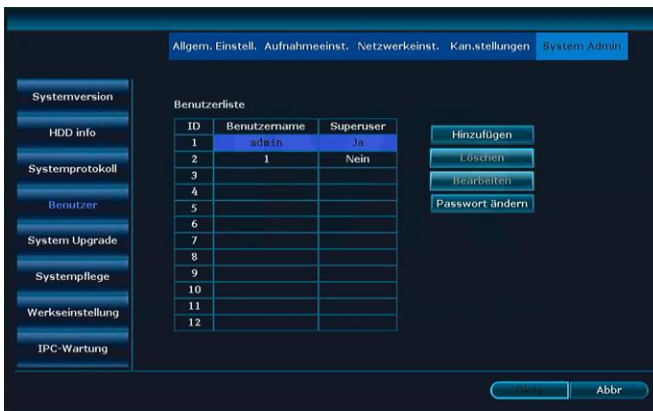 Allgem. Einstell. Aufnahmeeinst. Netzwerkeinst. Kan.stellungen System Admin
Systemversion
HDD info
Systemprotokoll
Benutzer
System Upgrade
Systempflege
Werkseinstellung
IPC-Wartung
Benutzerliste
ID Benutzername Superuser
1 admin Ja
2 1 Nein
3
4
5
6
7
8
9
10
11
12
Hinzufügen
Löschen
Bearbeiten
Passwort ändern
Abbr